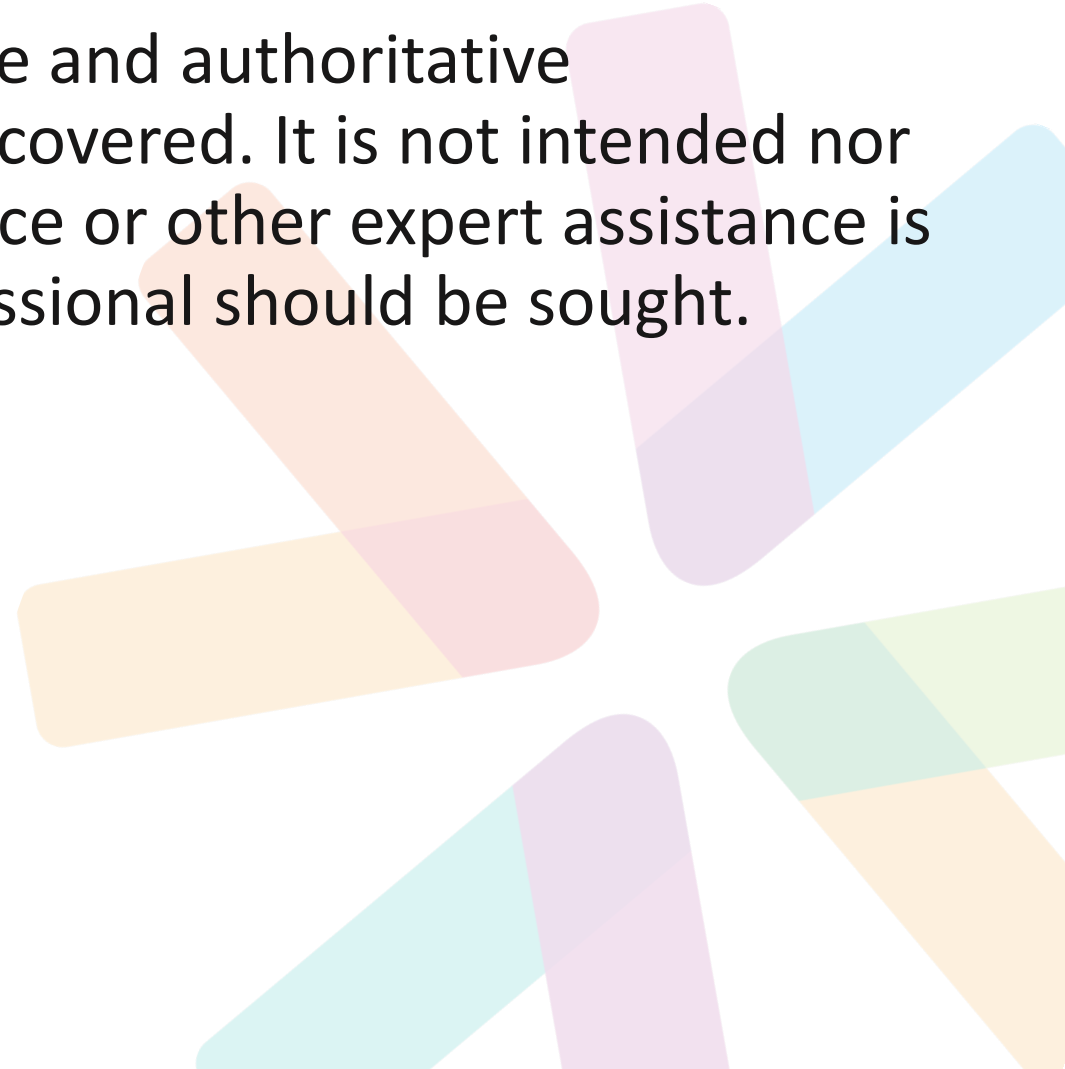 e and authoritative
covered. It is not intended nor
ce or other expert assistance is
ssional should be sought.